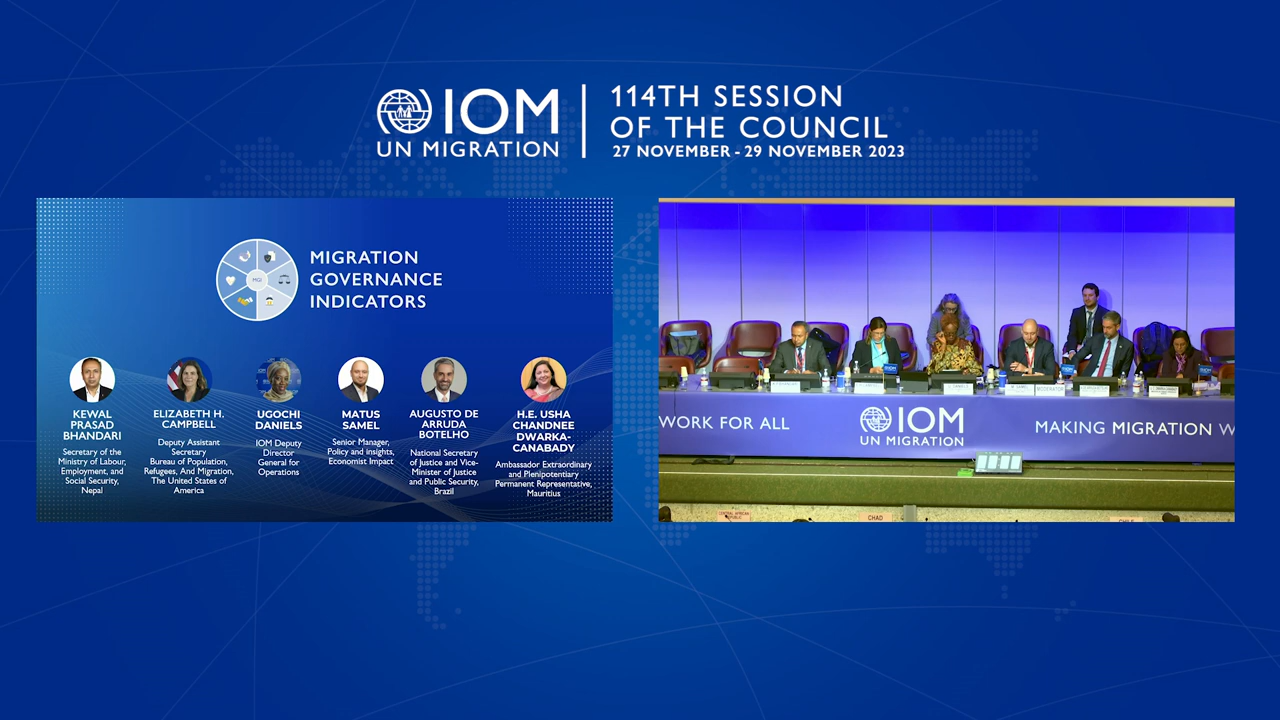 IOM
UN MIGRATION
114TH SESSION
OF THE COUNCIL
27 NOVEMBER - 29 NOVEMBER 2023
MGI
MIGRATION
GOVERNANCE
INDICATORS
KEWAL
PRASAD
BHANDARI
Secretary of the
Ministry of Labour,
Employment, and
Social Security,
Nepal
ELIZABETH H.
CAMPBELL
Deputy Assistant
Secretary
Bureau of Population,
Refugees, And Migration,
The United States of
America
UGOCHI
DANIELS
IOM Deputy
Director
General for
Operations
MATUS
SAMEL
Senior Manager,
Policy and insights,
Economist Impact
AUGUSTO DE
ARRUDA
BOTELHO
National Secretary
of Justice and Vice-
Minister of Justice
and Public Security,
Brazil
H.E. USHA
CHANDNEE
DWARKA-
CANABADY
Ambassador Extraordinary
and Plenipotentiary
Permanent Representative,
Mauritius
MODERATOR
WORK FOR ALL
IOM
UN MIGRATION
MAKING MIGRATION W
CENTRAL AFRICAN
REPUBLIC
CHAD